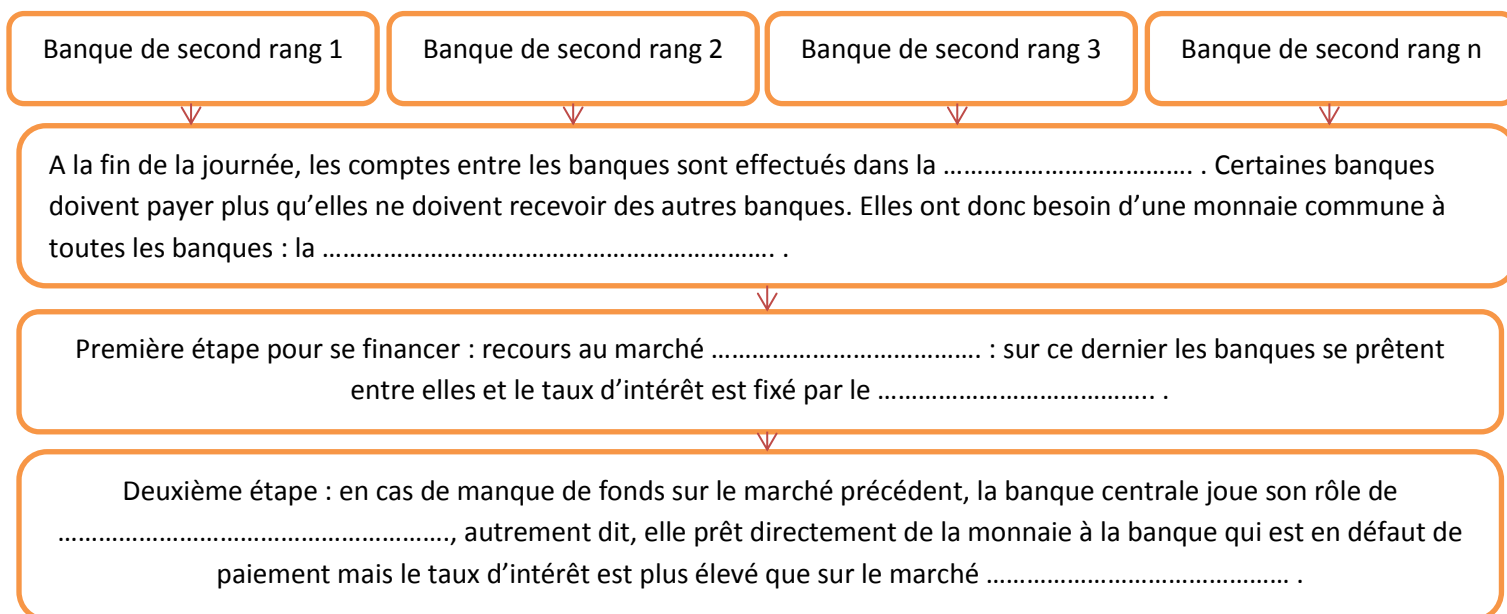 Banque de second rang 1
Banque de second rang 2
Banque de second rang 3
Banque de second rang n
A la fin de la journée, les comptes entre les banques sont effectués dans la ……………………………. . Certaines banques
doivent payer plus qu’elles ne doivent recevoir des autres banques. Elles ont donc besoin d’une monnaie commune à
toutes les banques : la ………………………………………………………. .
Première étape pour se financer : recours au marché ………………………………. : sur ce dernier les banques se prêtent
entre elles et le taux d’intérêt est fixé par le ……………………………….. .
Deuxième étape : en cas de manque de fonds sur le marché précédent, la banque centrale joue son rôle de
………………………………………………., autrement dit, elle prêt directement de la monnaie à la banque qui est en défaut de
paiement mais le taux d’intérêt est plus élevé que sur le marché …………………………………… .